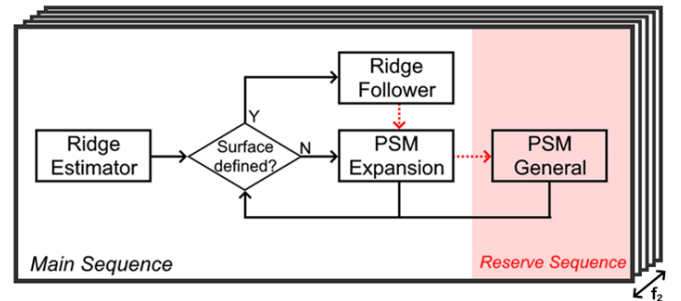 Ridge
Follower
Y
Ridge
Estimator
Surface
defined?
N
PSM
Expansion
PSM
General
Main Sequence
Reserve Sequence
f₂